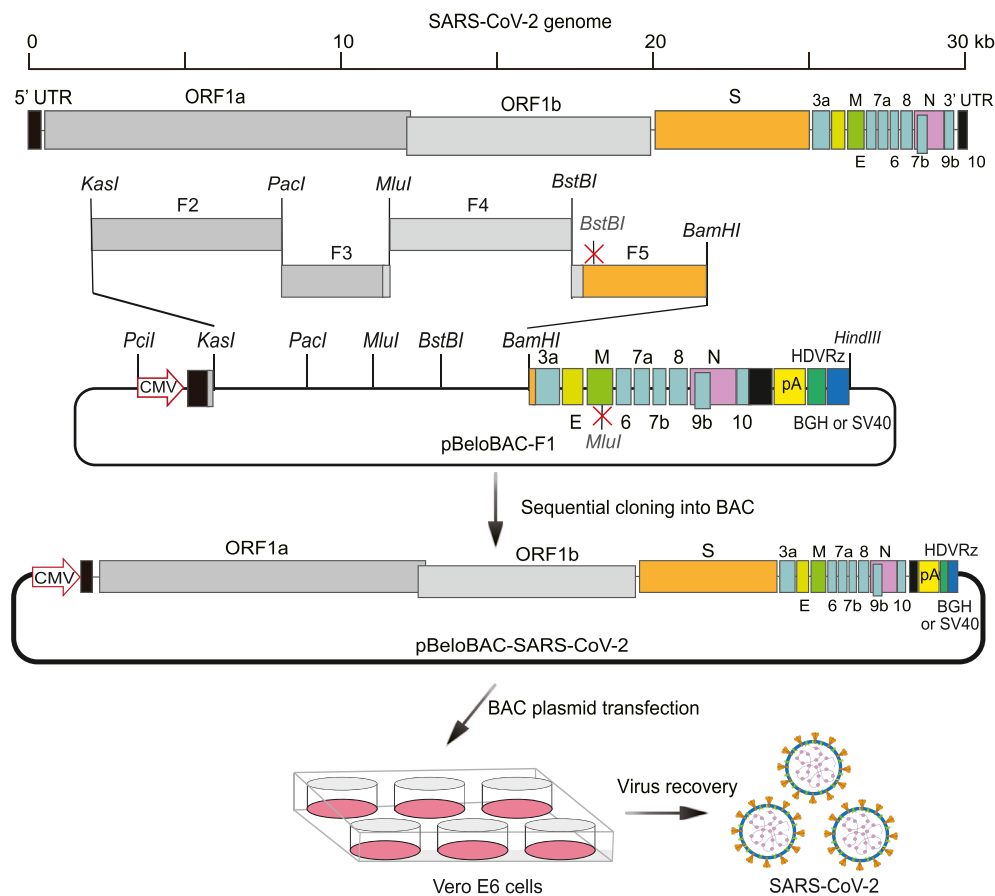 SARS-CoV-2 genome
0 10 20 30 kb
5' UTR ORF1a ORF1b S 3a M 7a 8 N 3' UTR
E 6 7b 9b 10
KasI PacI MluI BstBI
F2 F4 BstBI BamHI
F3 F5
PciI KasI PacI MluI BstBI BamHI HindIII
3a M 7a 8 N HDVRz
CMV pA
E 6 7b 9b 10 BGH or SV40
MluI
pBeloBAC-F1
Sequential cloning into BAC
ORF1a ORF1b S 3a M 7a 8 N HDVRz
CMV pA
E 6 7b 9b 10 BGH
or SV40
pBeloBAC-SARS-CoV-2
BAC plasmid transfection
Virus recovery
Vero E6 cells SARS-CoV-2